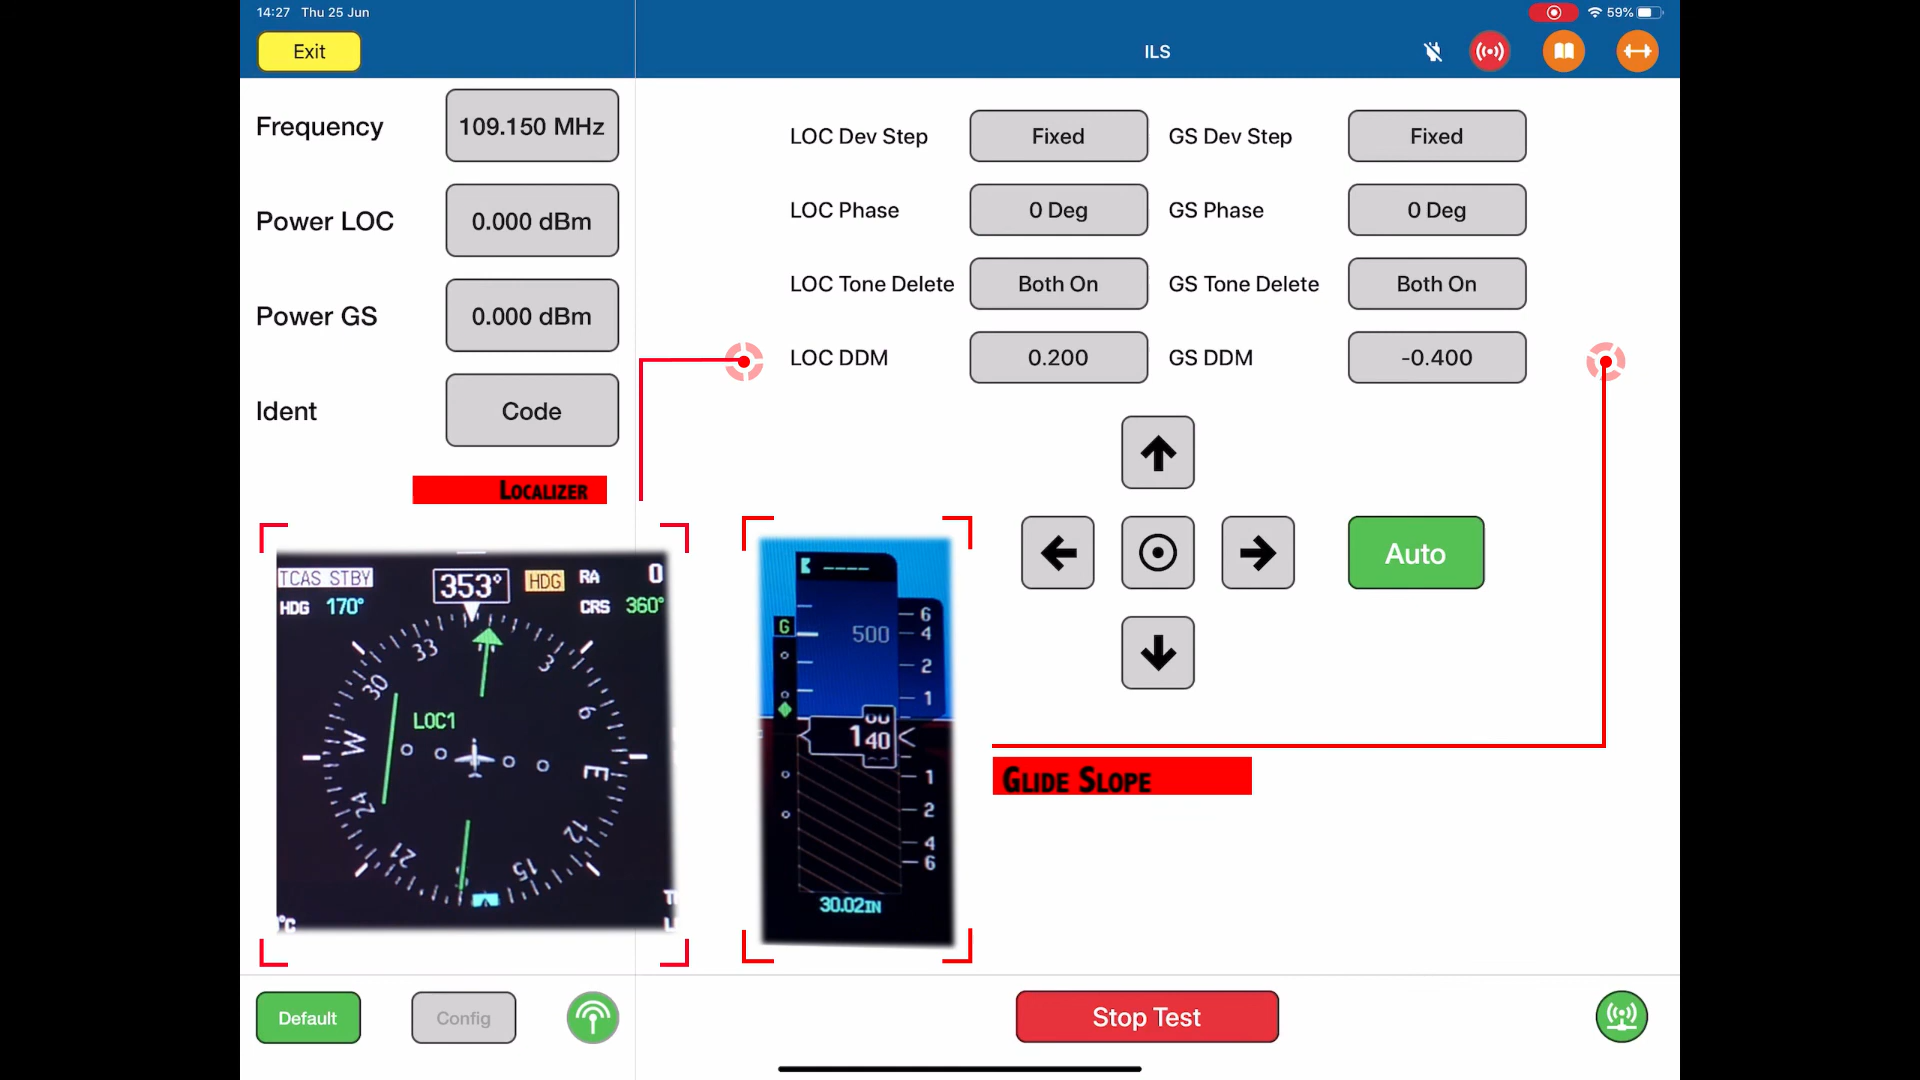 14:27 Thu 25 Jun
59%
Exit
ILS
Frequency
109.150 MHz
Power LOC
0.000 dBm
Power GS
0.000 dBm
Ident
Code
LOC Dev Step
Fixed
GS Dev Step
Fixed
LOC Phase
0 Deg
GS Phase
0 Deg
LOC Tone Delete
Both On
GS Tone Delete
Both On
LOC DDM
0.200
GS DDM
-0.400
Auto
LOCALIZER
TCAS STBY
353°
HDG
RA
0
HDG 170°
CRS 360°
33
3
30
6
LOC1
W
E
24
12
21
15
°C
----
G
500
6
4
2
1
1 40
1
2
4
6
30.02IN
GLIDE SLOPE
Default
Config
Stop Test